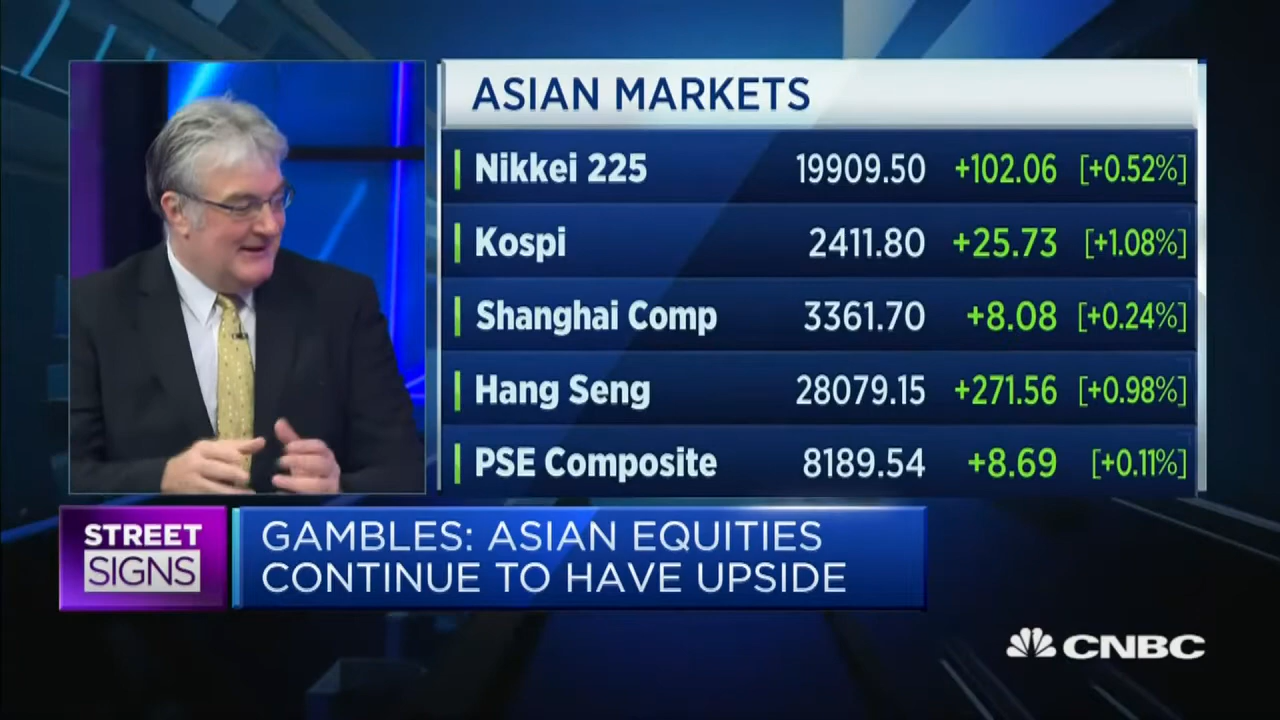 ASIAN MARKETS
Nikkei 225 19909.50 +102.06 [+0.52%]
Kospi 2411.80 +25.73 [+1.08%]
Shanghai Comp 3361.70 +8.08 [+0.24%]
Hang Seng 28079.15 +271.56 [+0.98%]
PSE Composite 8189.54 +8.69 [+0.11%]
STREET
SIGNS
GAMBLES: ASIAN EQUITIES
CONTINUE TO HAVE UPSIDE
CNBC